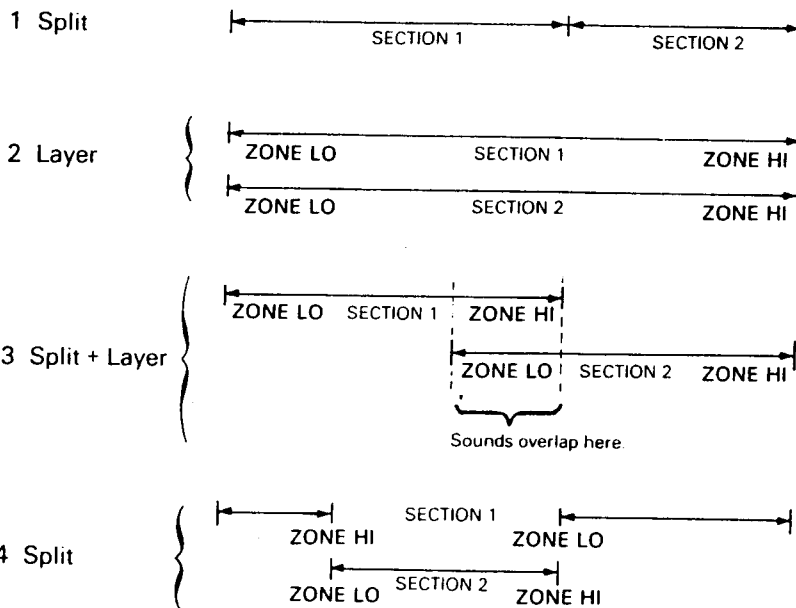 1 Split
SECTION 1 SECTION 2
2 Layer
ZONE LO SECTION 1 ZONE HI
ZONE LO SECTION 2 ZONE HI
3 Split + Layer
ZONE LO SECTION 1 ZONE HI
ZONE LO SECTION 2 ZONE HI
Sounds overlap here.
4 Split
SECTION 1
ZONE HI ZONE LO
ZONE LO SECTION 2 ZONE HI